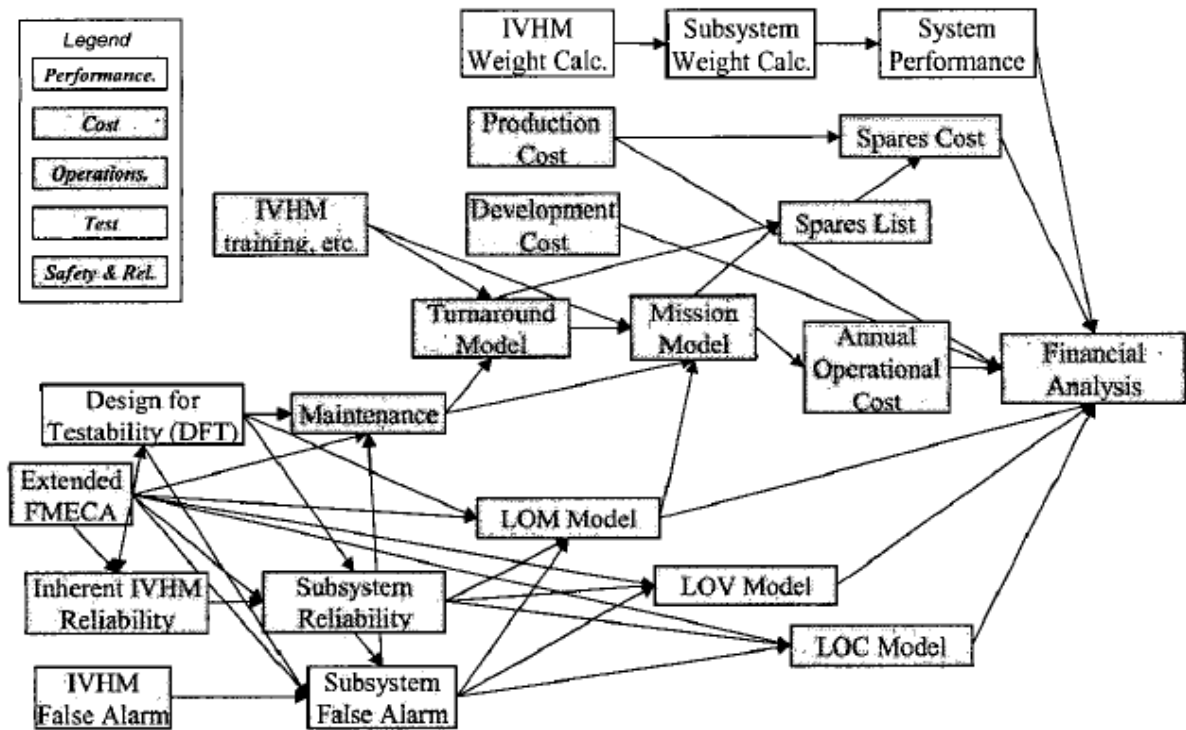 Legend
Performance.
Cost
Operations.
Test
Safety & Rel.
IVHM
Weight Calc.
Subsystem
Weight Calc.
System
Performance
Production
Cost
Spares Cost
IVHM
training, etc.
Development
Cost
Spares List
Turnaround
Model
Mission
Model
Annual
Operational
Cost
Financial
Analysis
Design for
Testability (DFT)
Maintenance
Extended
FMECA
LOM Model
Inherent IVHM
Reliability
Subsystem
Reliability
LOV Model
LOC Model
IVHM
False Alarm
Subsystem
False Alarm